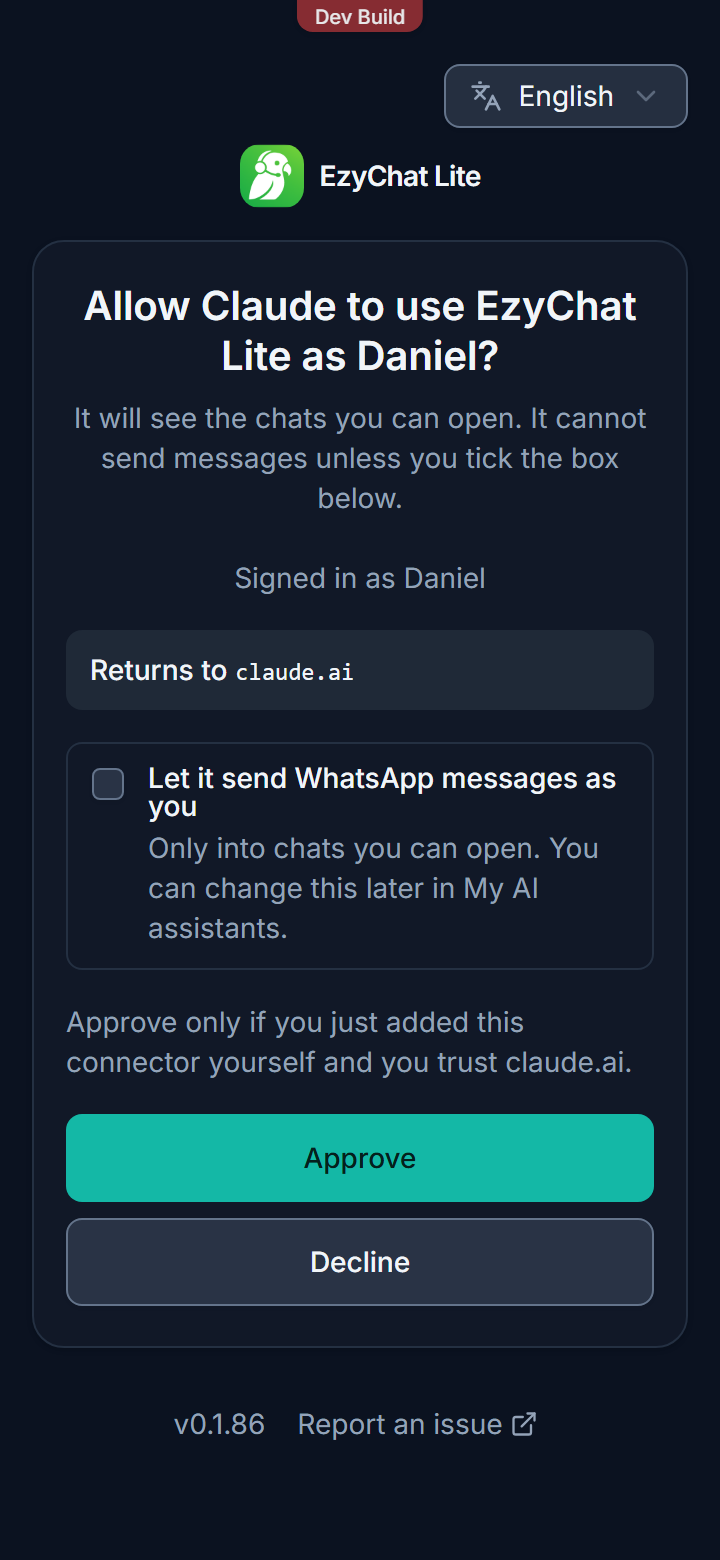 Dev Build
English
EzyChat Lite
Allow Claude to use EzyChat
Lite as Daniel?
It will see the chats you can open. It cannot
send messages unless you tick the box
below.
Signed in as Daniel
Returns to claude.ai
Let it send WhatsApp messages as
you
Only into chats you can open. You
can change this later in My AI
assistants.
Approve only if you just added this
connector yourself and you trust claude.ai.
Approve
Decline
v0.1.86 Report an issue